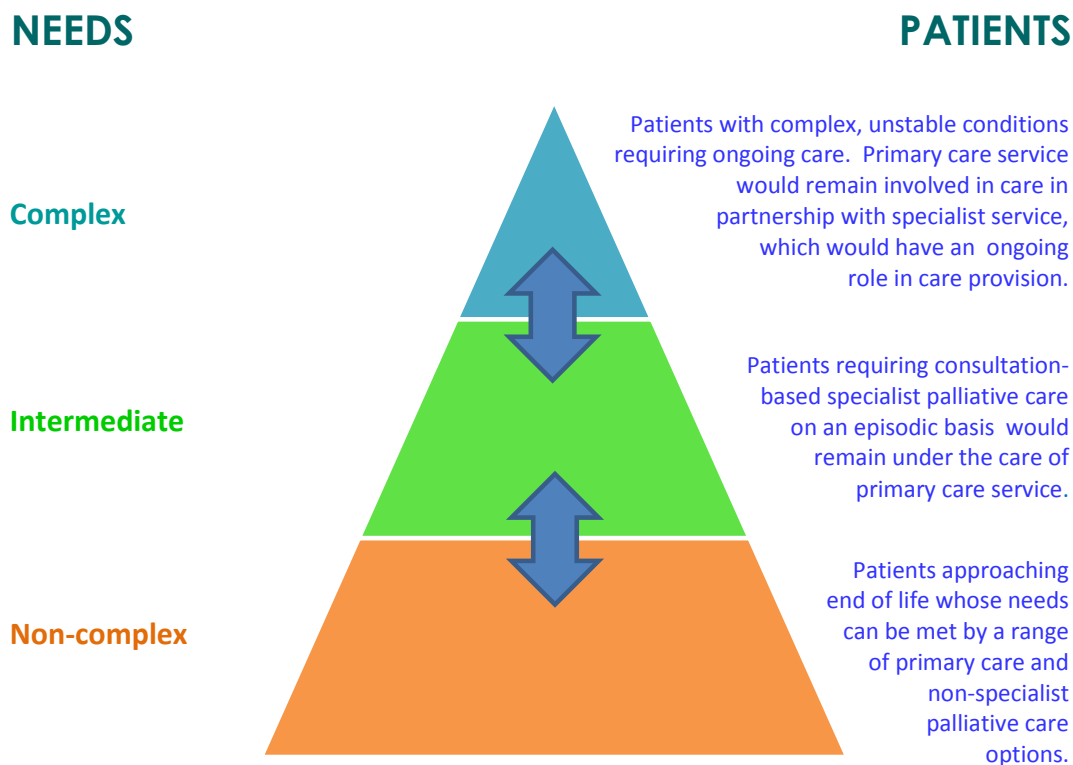 NEEDS
PATIENTS
Complex
Patients with complex, unstable conditions
requiring ongoing care.  Primary care service
would remain involved in care in
partnership with specialist service,
which would have an  ongoing
role in care provision.
Intermediate
Patients requiring consultation-
based specialist palliative care
on an episodic basis  would
remain under the care of
primary care service.
Non-complex
Patients approaching
end of life whose needs
can be met by a range
of primary care and
non-specialist
palliative care
options.